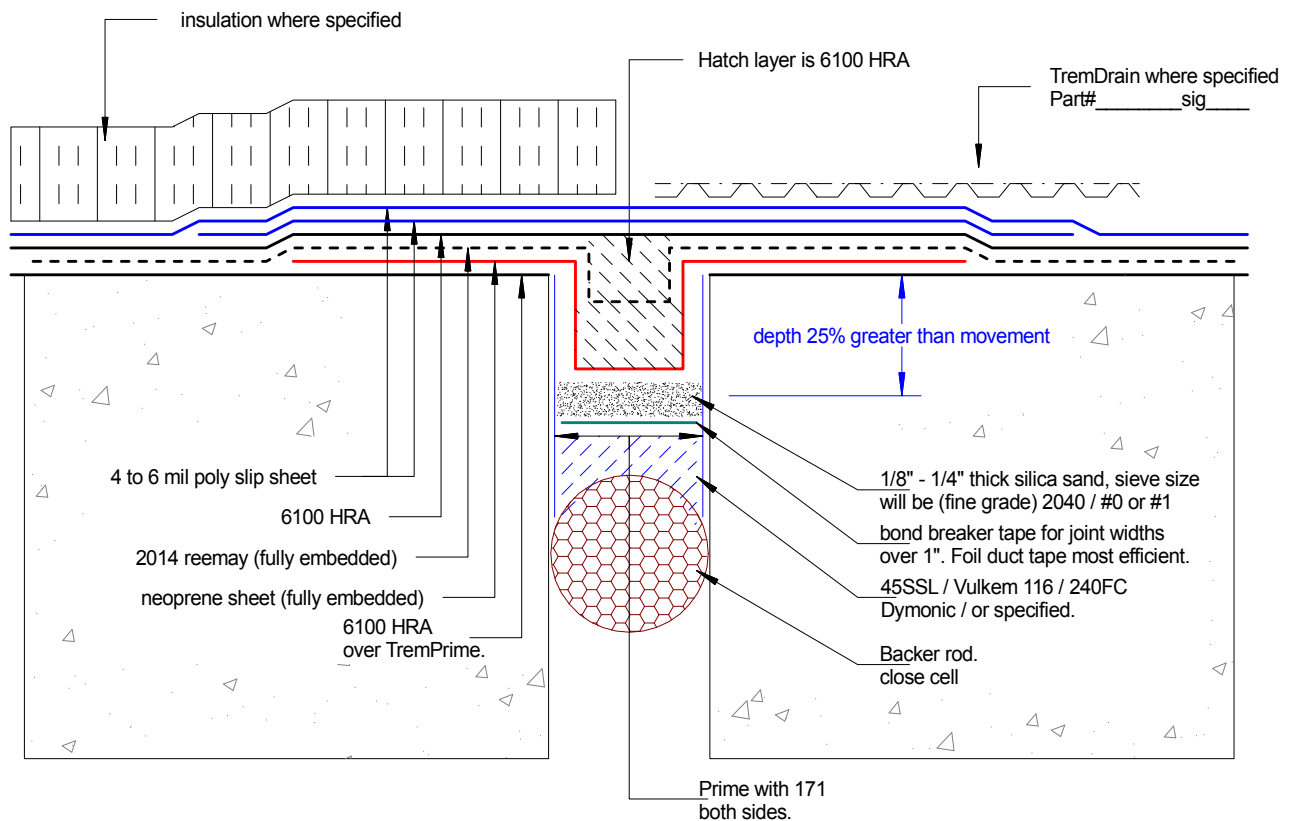 insulation where specified
Hatch layer is 6100 HRA
TremDrain where specified
Part#________sig____
depth 25% greater than movement
4 to 6 mil poly slip sheet
6100 HRA
2014 reemay (fully embedded)
neoprene sheet (fully embedded)
6100 HRA
over TremPrime.
1/8" - 1/4" thick silica sand, sieve size
will be (fine grade) 2040 / #0 or #1
bond breaker tape for joint widths
over 1". Foil duct tape most efficient.
45SSL / Vulkem 116 / 240FC
Dymonic / or specified.
Backer rod.
close cell
Prime with 171
both sides.